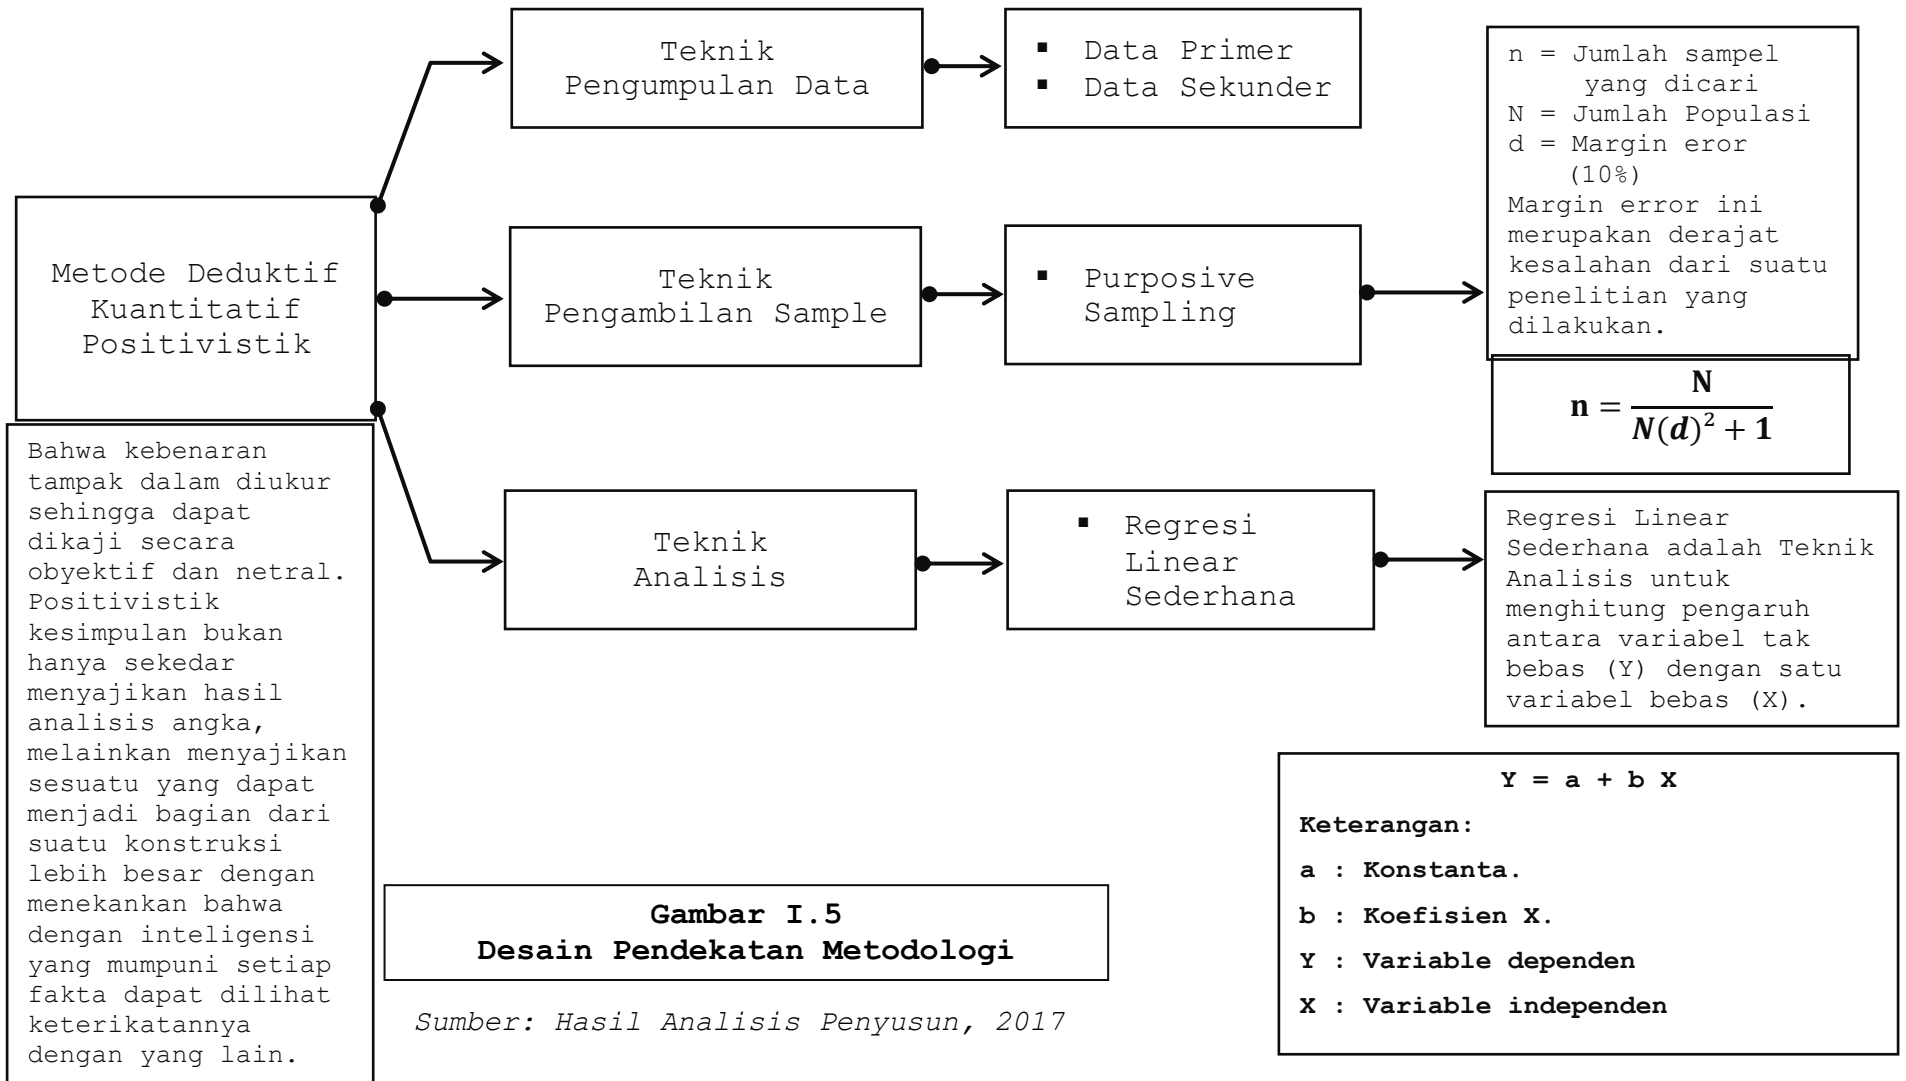 Teknik
Pengumpulan Data
▪ Data Primer
▪ Data Sekunder
n = Jumlah sampel
yang dicari
N = Jumlah Populasi
d = Margin eror
(10%)
Margin error ini
merupakan derajat
kesalahan dari suatu
penelitian yang
dilakukan.
n = N / N(d)² + 1
Metode Deduktif
Kuantitatif
Positivistik
Teknik
Pengambilan Sample
▪ Purposive
Sampling
Bahwa kebenaran
tampak dalam diukur
sehingga dapat
dikaji secara
obyektif dan netral.
Positivistik
kesimpulan bukan
hanya sekedar
menyajikan hasil
analisis angka,
melainkan menyajikan
sesuatu yang dapat
menjadi bagian dari
suatu konstruksi
lebih besar dengan
menekankan bahwa
dengan inteligensi
yang mumpuni setiap
fakta dapat dilihat
keterikatannya
dengan yang lain.
Teknik
Analisis
▪ Regresi
Linear
Sederhana
Regresi Linear
Sederhana adalah Teknik
Analisis untuk
menghitung pengaruh
antara variabel tak
bebas (Y) dengan satu
variabel bebas (X).
Y = a + b X
Keterangan:
a : Konstanta.
b : Koefisien X.
Y : Variable dependen
X : Variable independen
Gambar I.5
Desain Pendekatan Metodologi
Sumber: Hasil Analisis Penyusun, 2017